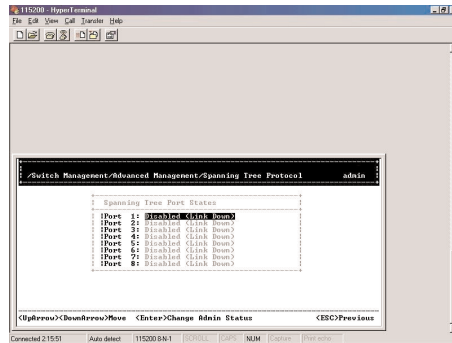 115200 - HyperTerminal
File Edit View Call Transfer Help
/Switch Management/Advanced Management/Spanning Tree Protocol admin
Spanning Tree Port States
!Port 1: Disabled (Link Down)
!Port 2: Disabled (Link Down)
!Port 3: Disabled (Link Down)
!Port 4: Disabled (Link Down)
!Port 5: Disabled (Link Down)
!Port 6: Disabled (Link Down)
!Port 7: Disabled (Link Down)
!Port 8: Disabled (Link Down)
<UpArrow><DownArrow>Move <Enter>Change Admin Status <ESC>Previous
Connected 2:15:51 Auto detect 115200 8-N-1 SCROLL CAPS NUM Capture Print echo